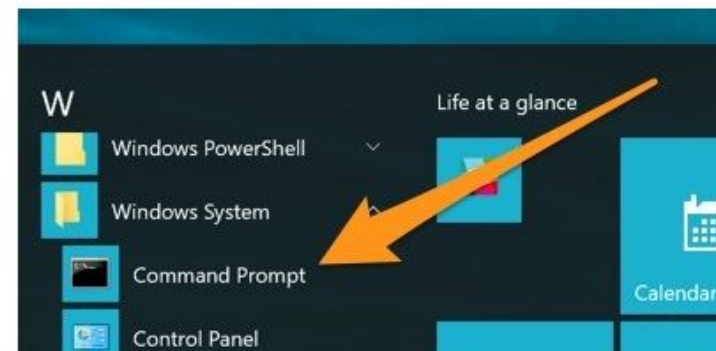 W
Life at a glance
Windows PowerShell
Windows System
Command Prompt
Calendar
Control Panel